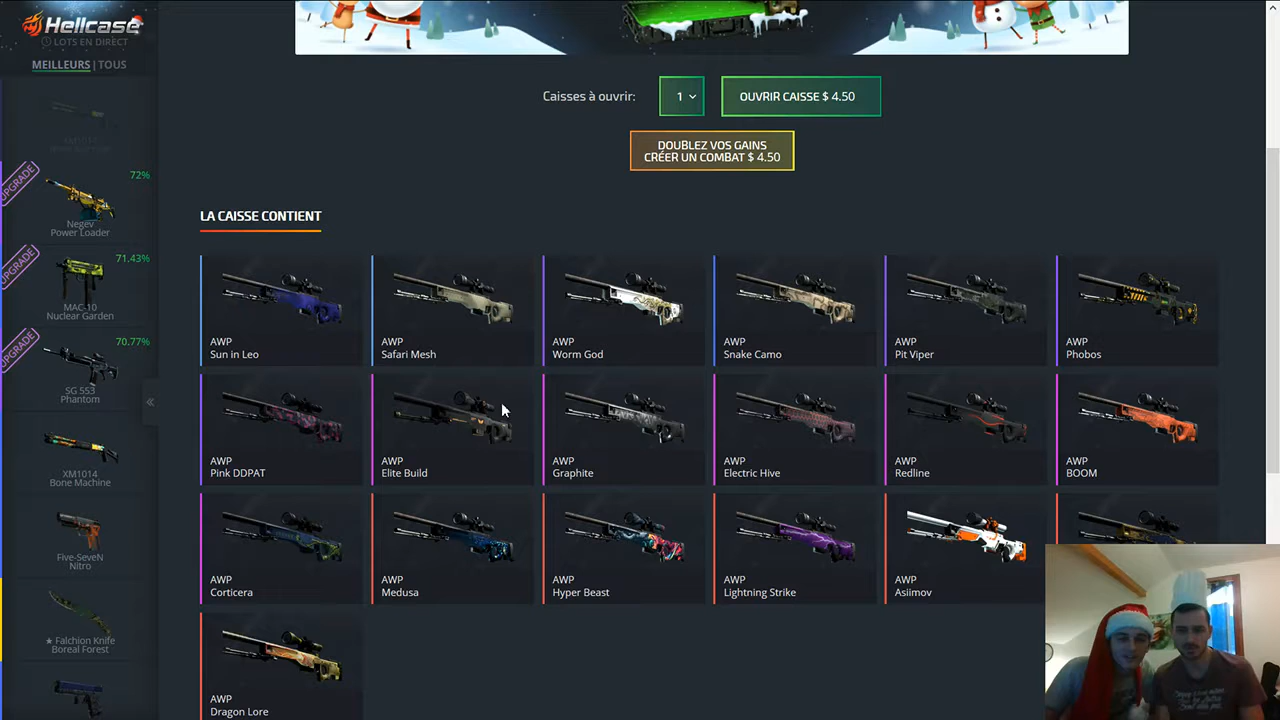 Hellcase
LOTS EN DIRECT
MEILLEURS | TOUS
XM1014
UPGRADE
72%
Negev
Power Loader
UPGRADE
71.43%
MAC-10
Nuclear Garden
UPGRADE
70.77%
SG 553
Phantom
XM1014
Bone Machine
Five-SeveN
Nitro
★ Falchion Knife
Boreal Forest
Caisses à ouvrir:
1
OUVRIR CAISSE $ 4.50
DOUBLEZ VOS GAINS
CRÉER UN COMBAT $ 4.50
LA CAISSE CONTIENT
AWP
Sun in Leo
AWP
Safari Mesh
AWP
Worm God
AWP
Snake Camo
AWP
Pit Viper
AWP
Phobos
AWP
Pink DDPAT
AWP
Elite Build
AWP
Graphite
AWP
Electric Hive
AWP
Redline
AWP
BOOM
AWP
Corticera
AWP
Medusa
AWP
Hyper Beast
AWP
Lightning Strike
AWP
Asiimov
AWP
Dragon Lore